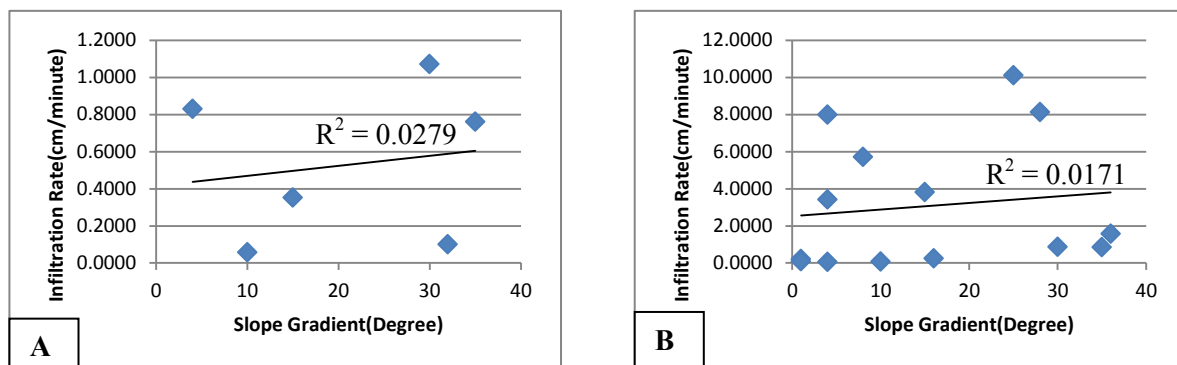 Infiltration Rate(cm/minute)
1.2000
1.0000
0.8000
0.6000
0.4000
0.2000
0.0000
R² = 0.0279
0 10 20 30 40
Slope Gradient(Degree)
A
Infiltration Rate(cm/minute)
12.0000
10.0000
8.0000
6.0000
4.0000
2.0000
0.0000
R² = 0.0171
0 10 20 30 40
Slope Gradient(Degree)
B